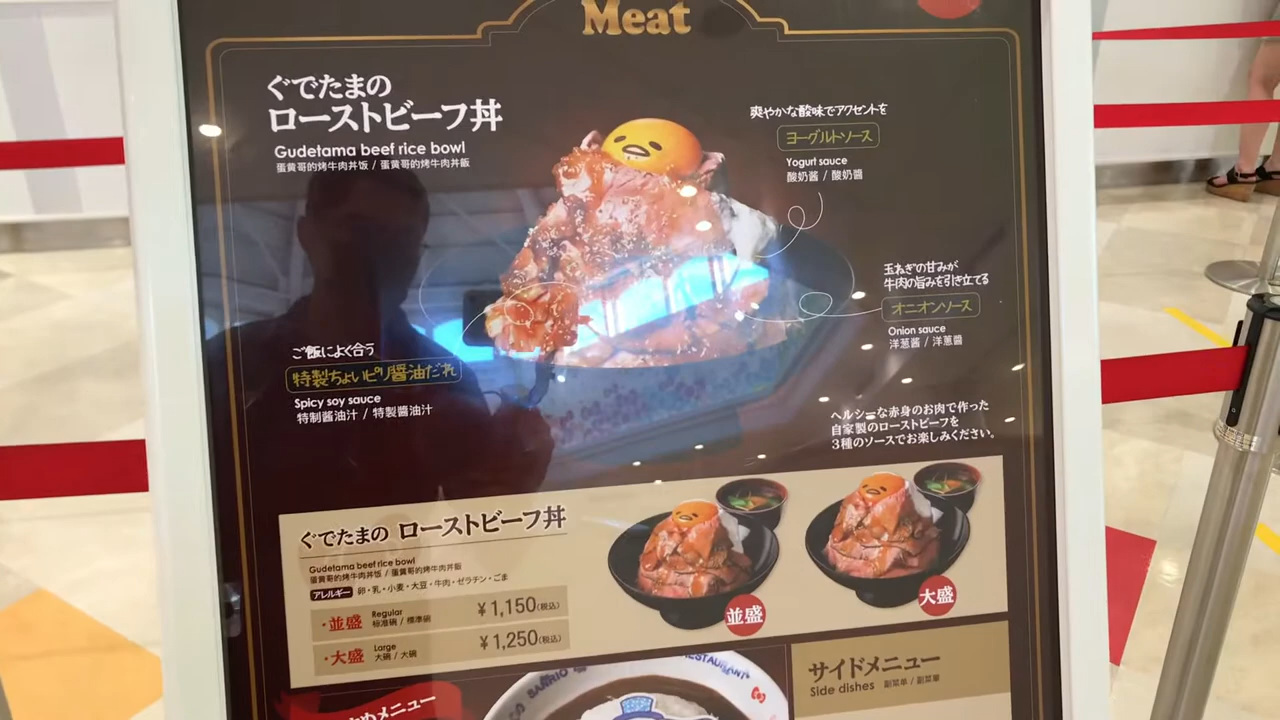 Meat
ぐでたまの
ローストビーフ丼
Gudetama beef rice bowl
蛋黄哥的烤牛肉丼饭 / 蛋黃哥的烤牛肉丼飯
爽やかな酸味でアクセントを
ヨーグルトソース
Yogurt sauce
酸奶酱 / 酸奶醬
玉ねぎの甘みが
牛肉の旨みを引き立てる
オニオンソース
Onion sauce
洋葱酱 / 洋蔥醬
ご飯によく合う
特製ちょいピリ醤油だれ
Spicy soy sauce
特制酱油汁 / 特製醬油汁
ヘルシーな赤身のお肉で作った
自家製のローストビーフを
3種のソースでお楽しみください。
ぐでたまの ローストビーフ丼
Gudetama beef rice bowl
蛋黄哥的烤牛肉丼饭 / 蛋黃哥的烤牛肉丼飯
アレルギー 卵・乳・小麦・大豆・牛肉・ゼラチン・ごま
・並盛 Regular 标准碗 / 標準碗 ¥1,150(税込)
・大盛 Large 大碗 / 大碗 ¥1,250(税込)
並盛
大盛
サイドメニュー
Side dishes 副菜单 / 副菜單
メニュー
SANRIO
RESTAURANT